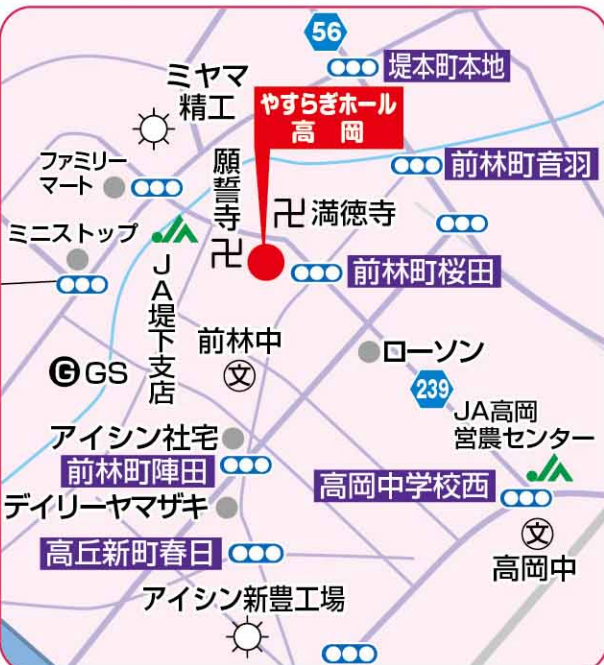 56
堤本町本地
ミヤマ
精工
やすらぎホール
高岡
前林町音羽
ファミリー
マート
願誓寺
卍
卍満徳寺
ミニストップ
JA堤下支店
前林町桜田
前林中
文
ローソン
G GS
239
JA高岡
営農センター
アイシン社宅
前林町陣田
高岡中学校西
デイリーヤマザキ
文
高岡中
高丘新町春日
アイシン新豊工場